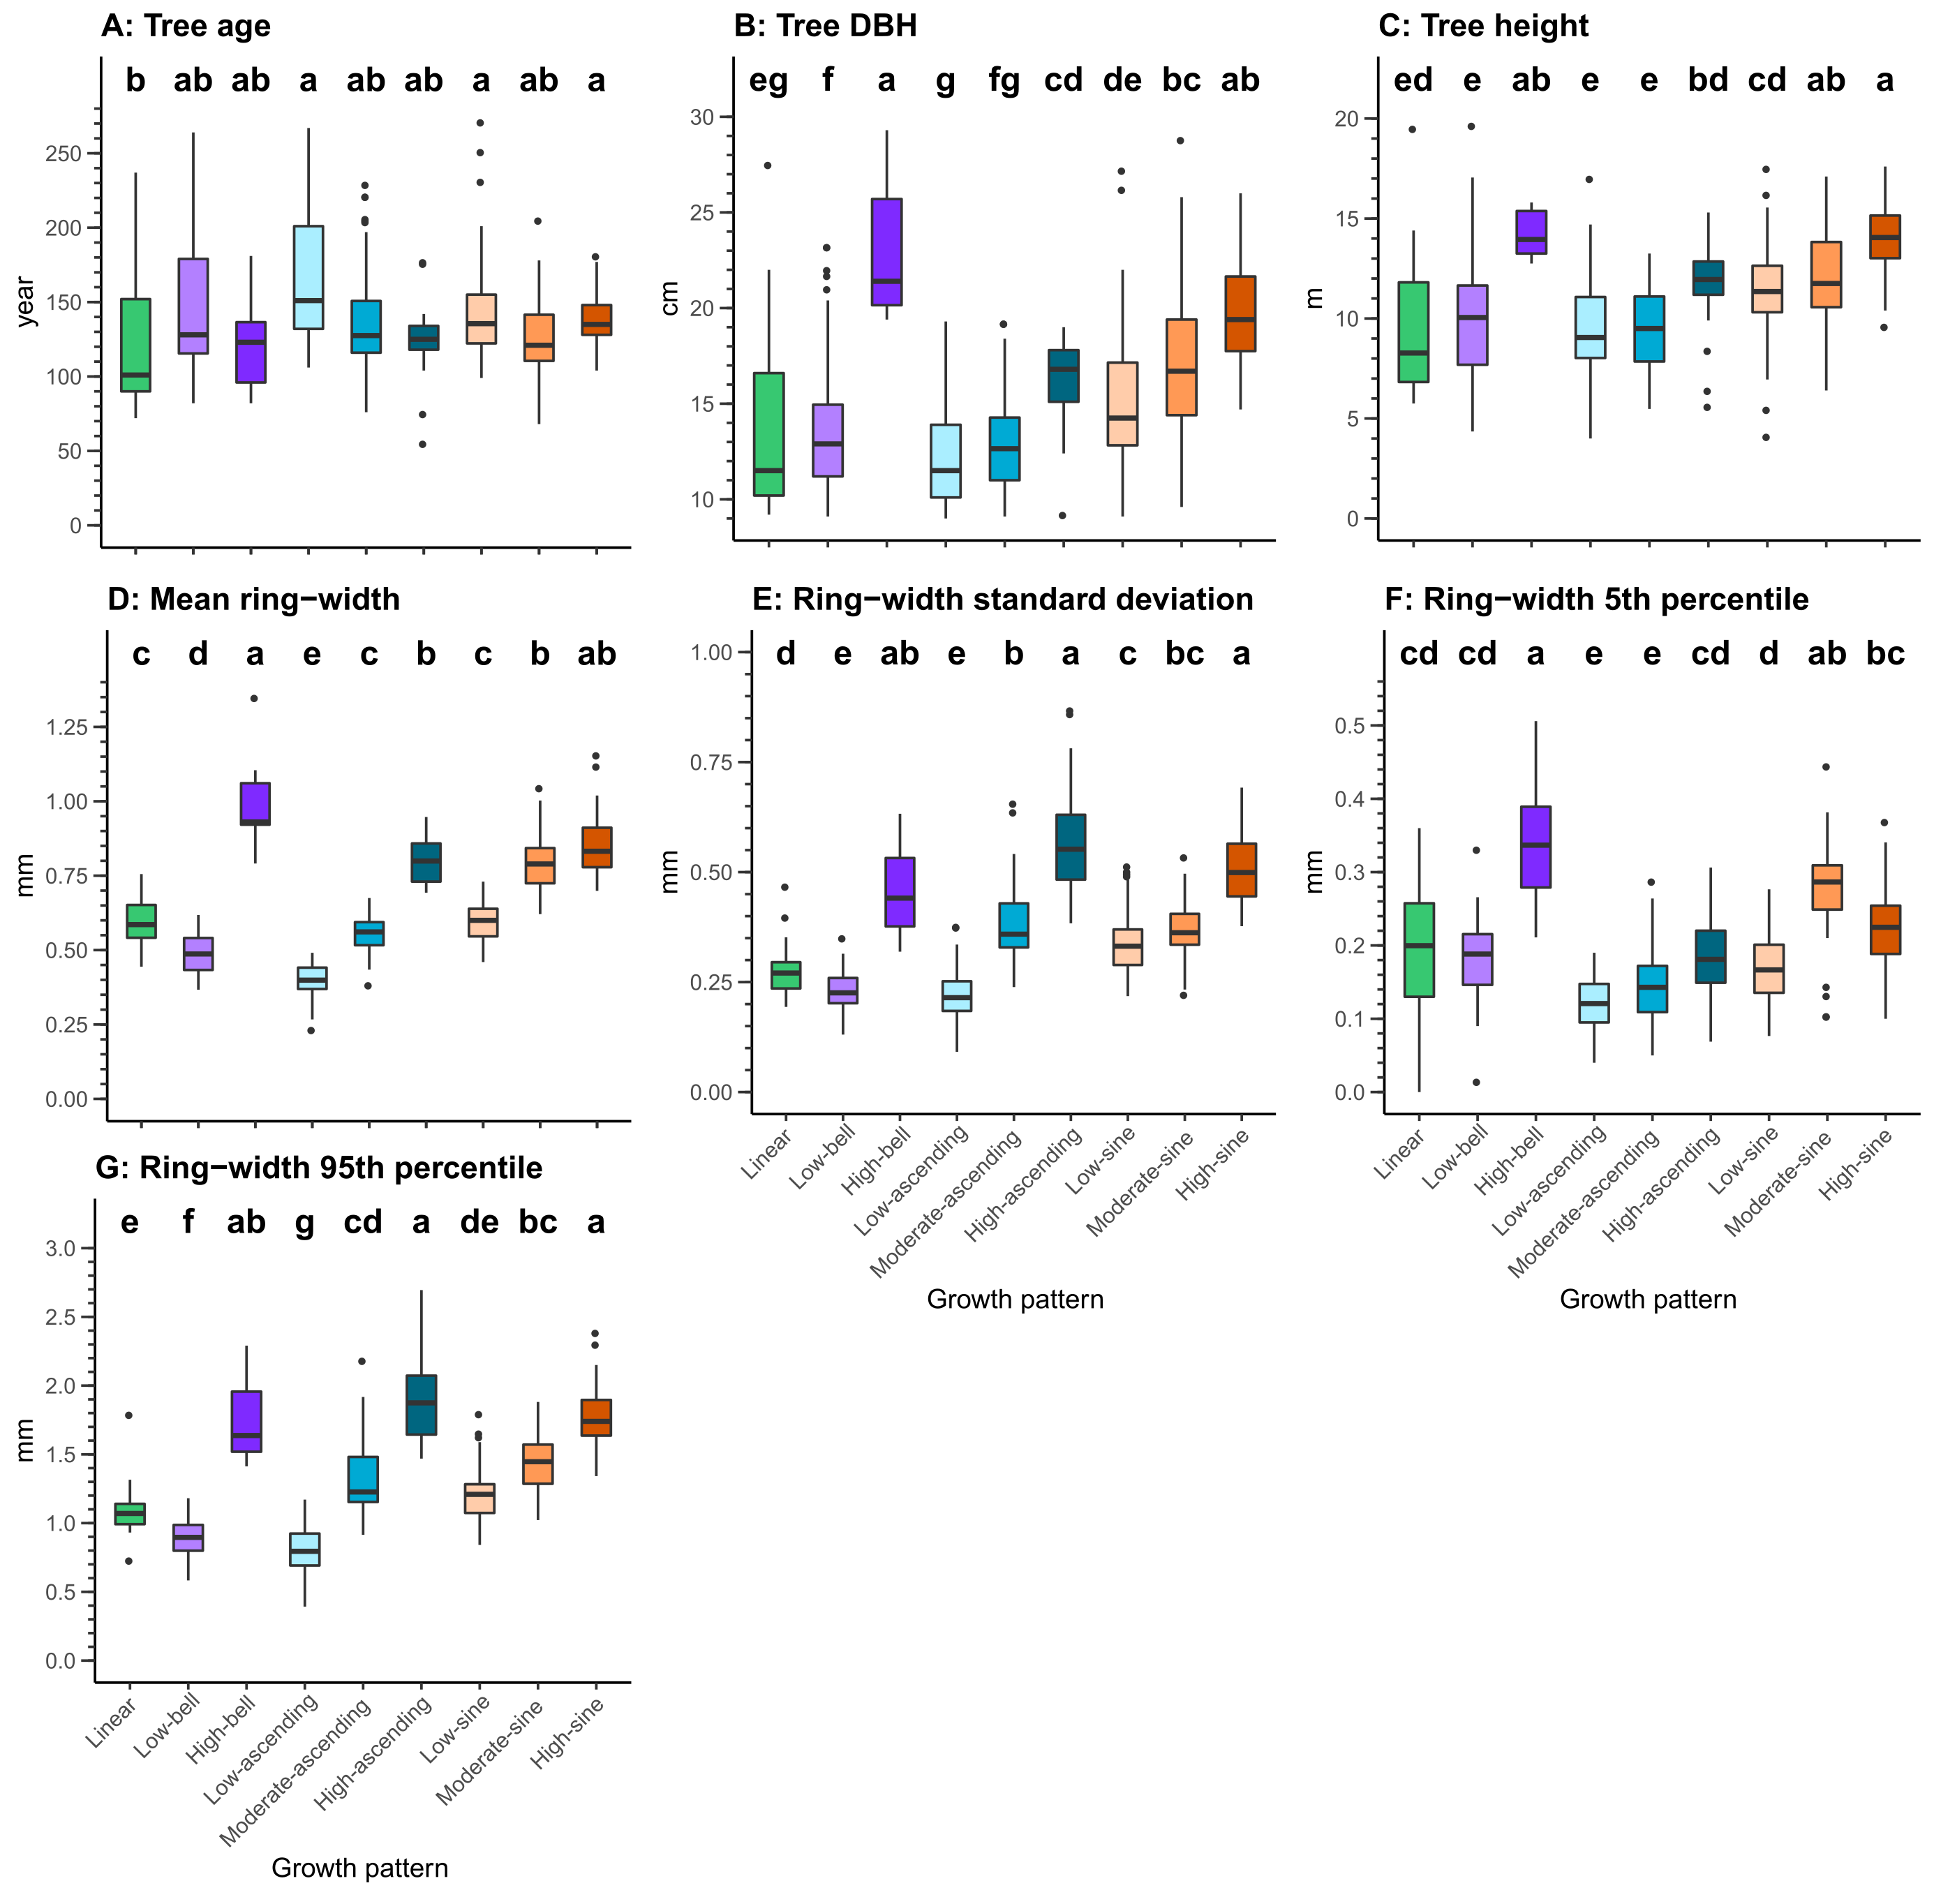 A: Tree age
b ab ab a ab ab a ab a
250
200
150
100
50
0
year
B: Tree DBH
eg f a g fg cd de bc ab
30
25
20
15
10
cm
C: Tree height
ed e ab e e bd cd ab a
20
15
10
5
0
m
D: Mean ring−width
c d a e c b c b ab
1.25
1.00
0.75
0.50
0.25
0.00
mm
E: Ring−width standard deviation
d e ab e b a c bc a
1.00
0.75
0.50
0.25
0.00
mm
Linear
Low-bell
High-bell
Low-ascending
Moderate-ascending
High-ascending
Low-sine
Moderate-sine
High-sine
Growth pattern
F: Ring−width 5th percentile
cd cd a e e cd d ab bc
0.5
0.4
0.3
0.2
0.1
0.0
mm
Linear
Low-bell
High-bell
Low-ascending
Moderate-ascending
High-ascending
Low-sine
Moderate-sine
High-sine
Growth pattern
G: Ring−width 95th percentile
e f ab g cd a de bc a
3.0
2.5
2.0
1.5
1.0
0.5
0.0
mm
Linear
Low-bell
High-bell
Low-ascending
Moderate-ascending
High-ascending
Low-sine
Moderate-sine
High-sine
Growth pattern